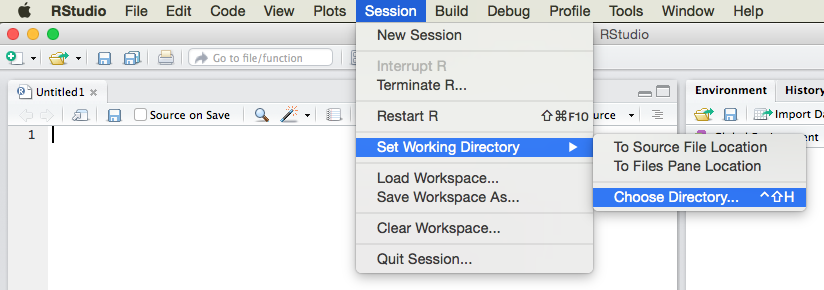 RStudio File Edit Code View Plots Session Build Debug Profile Tools Window Help
RStudio
Go to file/function
New Session
Interrupt R
Terminate R...
Restart R ⇧⌘F10
Set Working Directory ▶
Load Workspace...
Save Workspace As...
Clear Workspace...
Quit Session...
To Source File Location
To Files Pane Location
Choose Directory... ^⇧H
Untitled1 ×
Source on Save
1
Environment History
Import Da